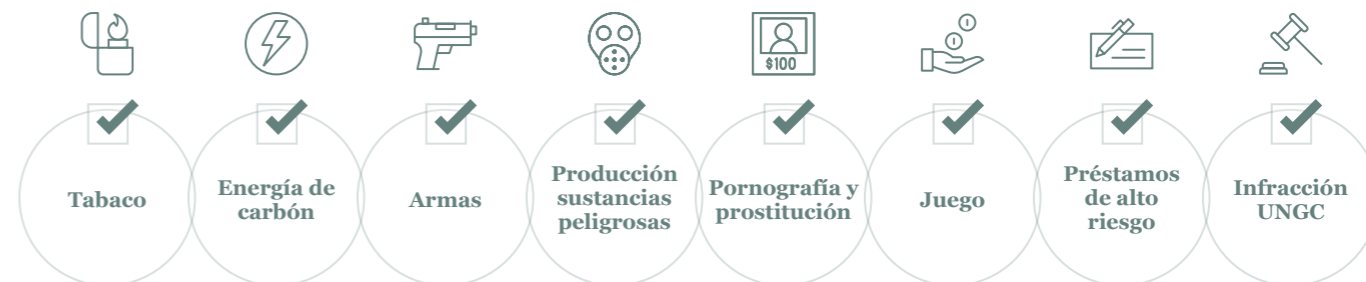 $100
Tabaco
Energía de
carbón
Armas
Producción
sustancias
peligrosas
Pornografía y
prostitución
Juego
Préstamos
de alto
riesgo
Infracción
UNGC